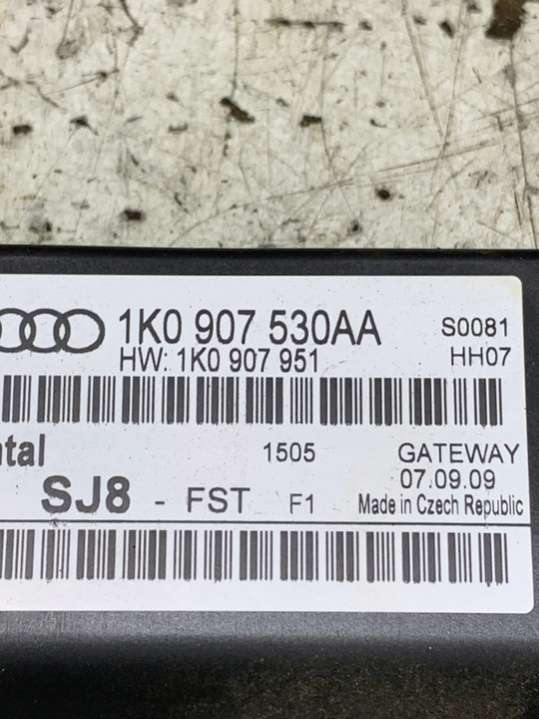 1K0 907 530AA S0081
HW: 1K0 907 951 HH07
ntal 1505 GATEWAY
07.09.09
SJ8 - FST F1 Made in Czech Republic